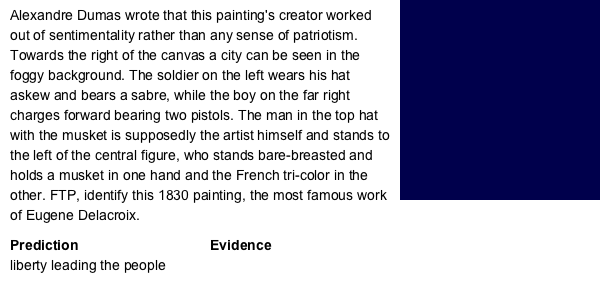 Alexandre Dumas wrote that this painting's creator worked
out of sentimentality rather than any sense of patriotism.
Towards the right of the canvas a city can be seen in the
foggy background. The soldier on the left wears his hat
askew and bears a sabre, while the boy on the far right
charges forward bearing two pistols. The man in the top hat
with the musket is supposedly the artist himself and stands to
the left of the central figure, who stands bare-breasted and
holds a musket in one hand and the French tri-color in the
other. FTP, identify this 1830 painting, the most famous work
of Eugene Delacroix.
Prediction Evidence
liberty leading the people